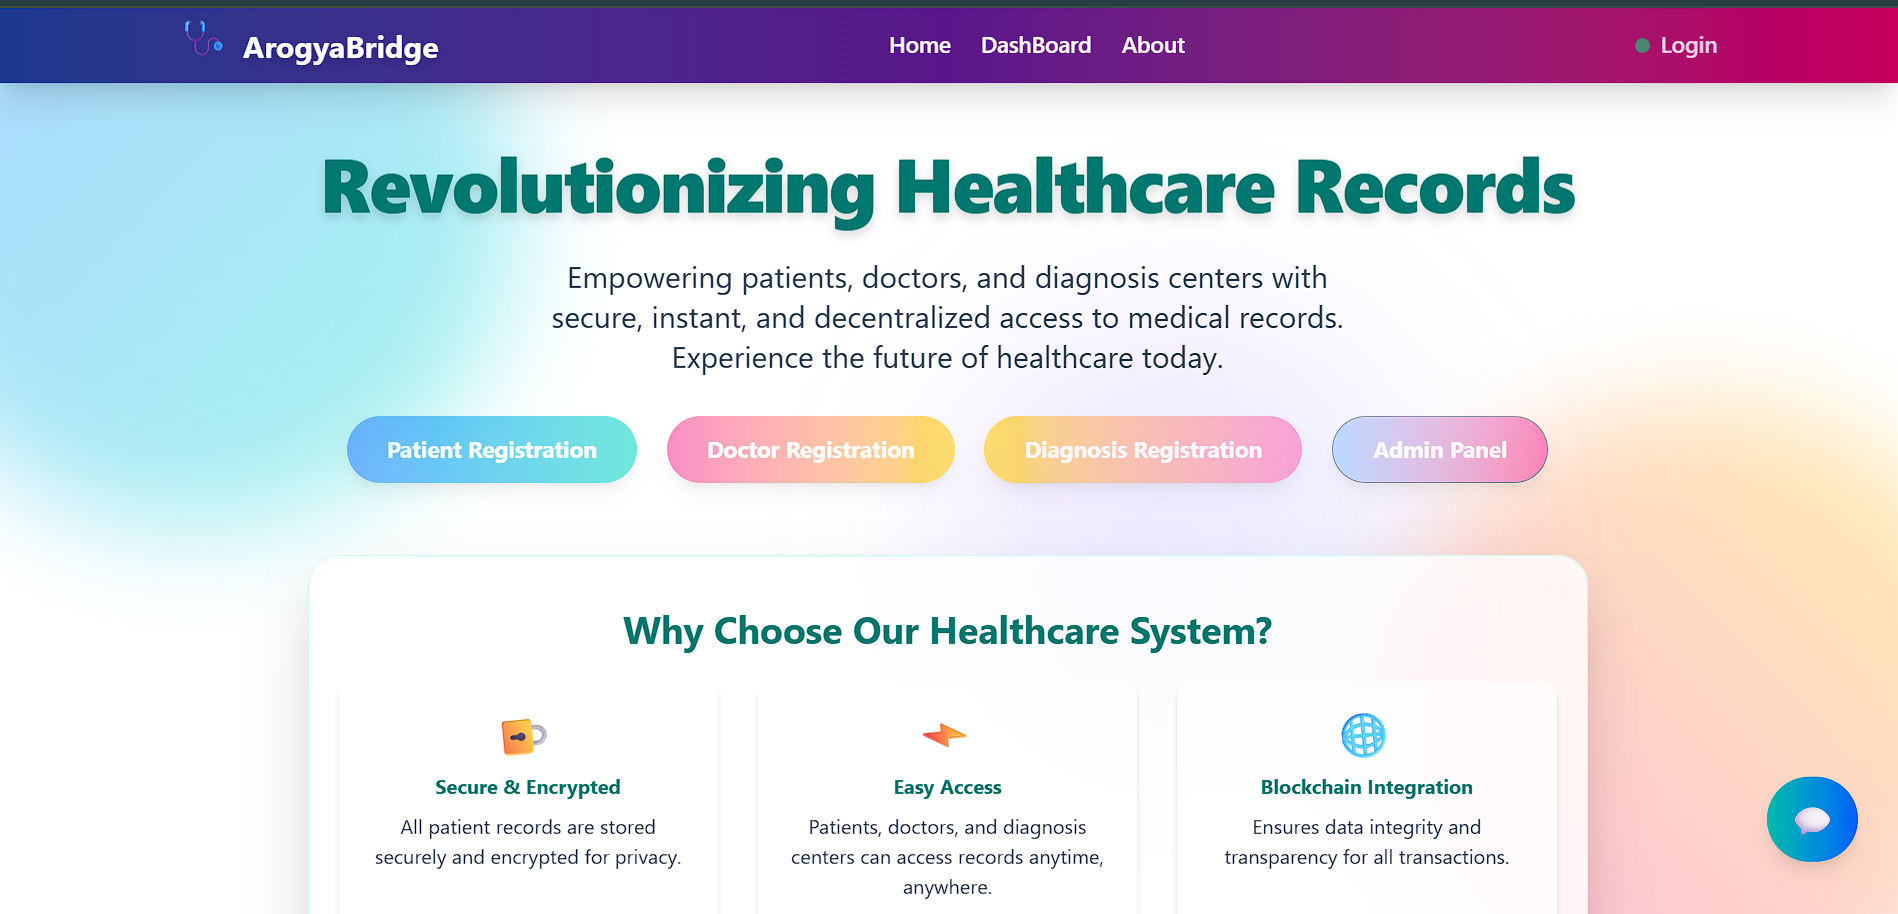 ArogyaBridge
Home DashBoard About
Login
Revolutionizing Healthcare Records
Empowering patients, doctors, and diagnosis centers with
secure, instant, and decentralized access to medical records.
Experience the future of healthcare today.
Patient Registration
Doctor Registration
Diagnosis Registration
Admin Panel
Why Choose Our Healthcare System?
Secure & Encrypted
All patient records are stored
securely and encrypted for privacy.
Easy Access
Patients, doctors, and diagnosis
centers can access records anytime,
anywhere.
Blockchain Integration
Ensures data integrity and
transparency for all transactions.